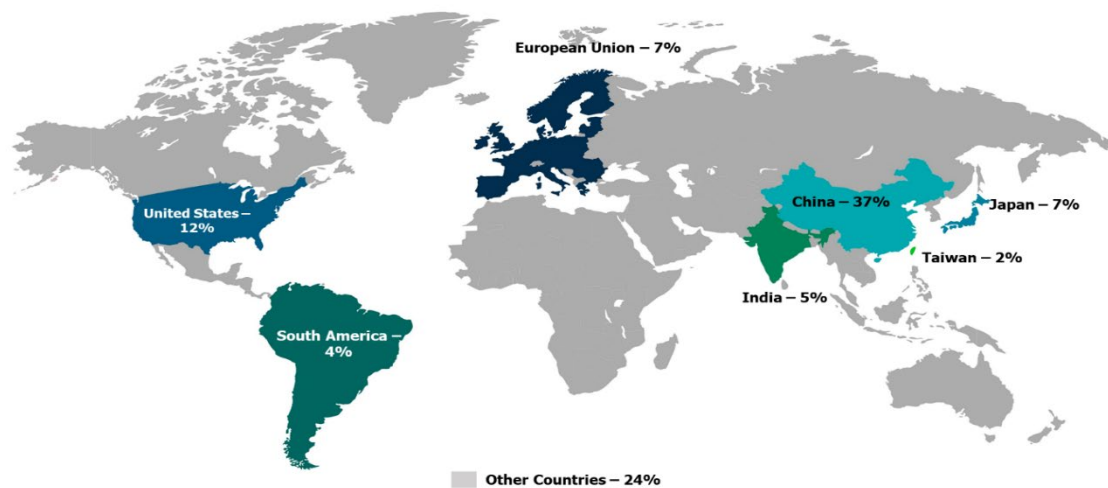 European Union – 7%
United States –
12%
China – 37%
Japan – 7%
Taiwan – 2%
India – 5%
South America –
4%
Other Countries – 24%